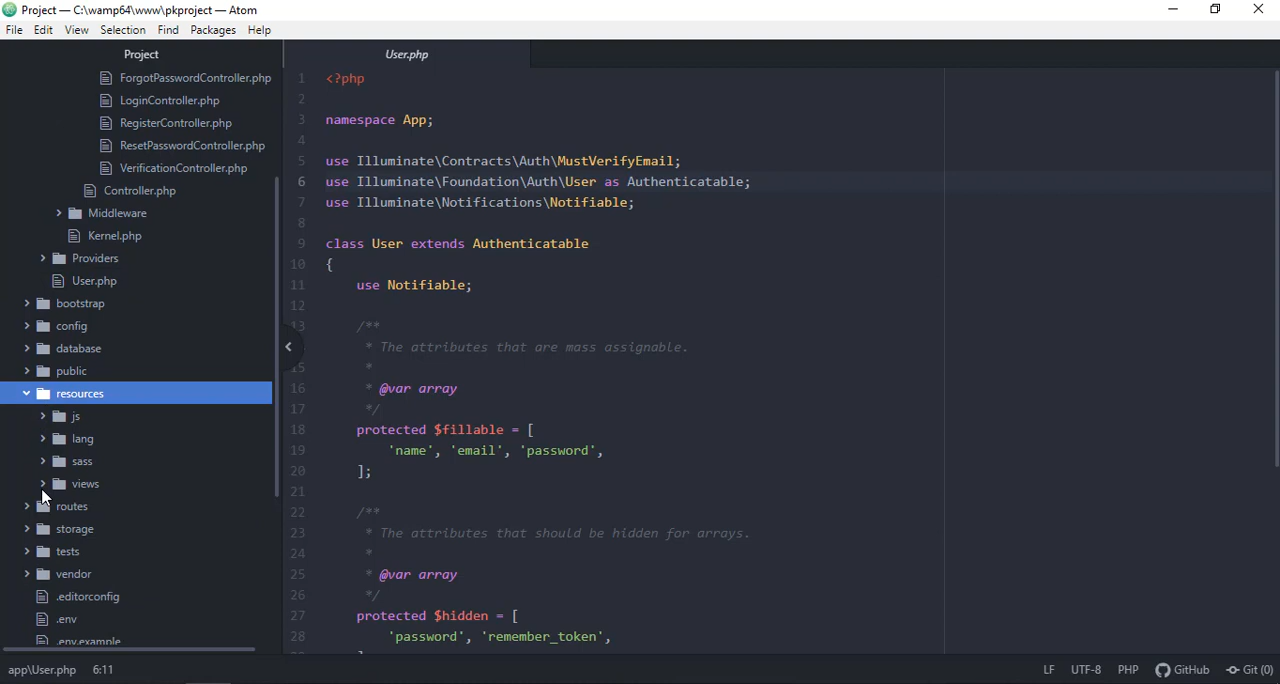 Project — C:\wamp64\www\pkproject — Atom
File Edit View Selection Find Packages Help
Project
ForgotPasswordController.php
LoginController.php
RegisterController.php
ResetPasswordController.php
VerificationController.php
Controller.php
Middleware
Kernel.php
Providers
User.php
bootstrap
config
database
public
resources
js
lang
sass
views
routes
storage
tests
vendor
.editorconfig
.env
.env.example
User.php
1 <?php
2
3 namespace App;
4
5 use Illuminate\Contracts\Auth\MustVerifyEmail;
6 use Illuminate\Foundation\Auth\User as Authenticatable;
7 use Illuminate\Notifications\Notifiable;
8
9 class User extends Authenticatable
10 {
11 use Notifiable;
12
13 /**
* The attributes that are mass assignable.
15 *
16 * @var array
17 */
18 protected $fillable = [
19 'name', 'email', 'password',
20 ];
21
22 /**
23 * The attributes that should be hidden for arrays.
24 *
25 * @var array
26 */
27 protected $hidden = [
28 'password', 'remember_token',
app\User.php 6:11
LF UTF-8 PHP GitHub Git (0)